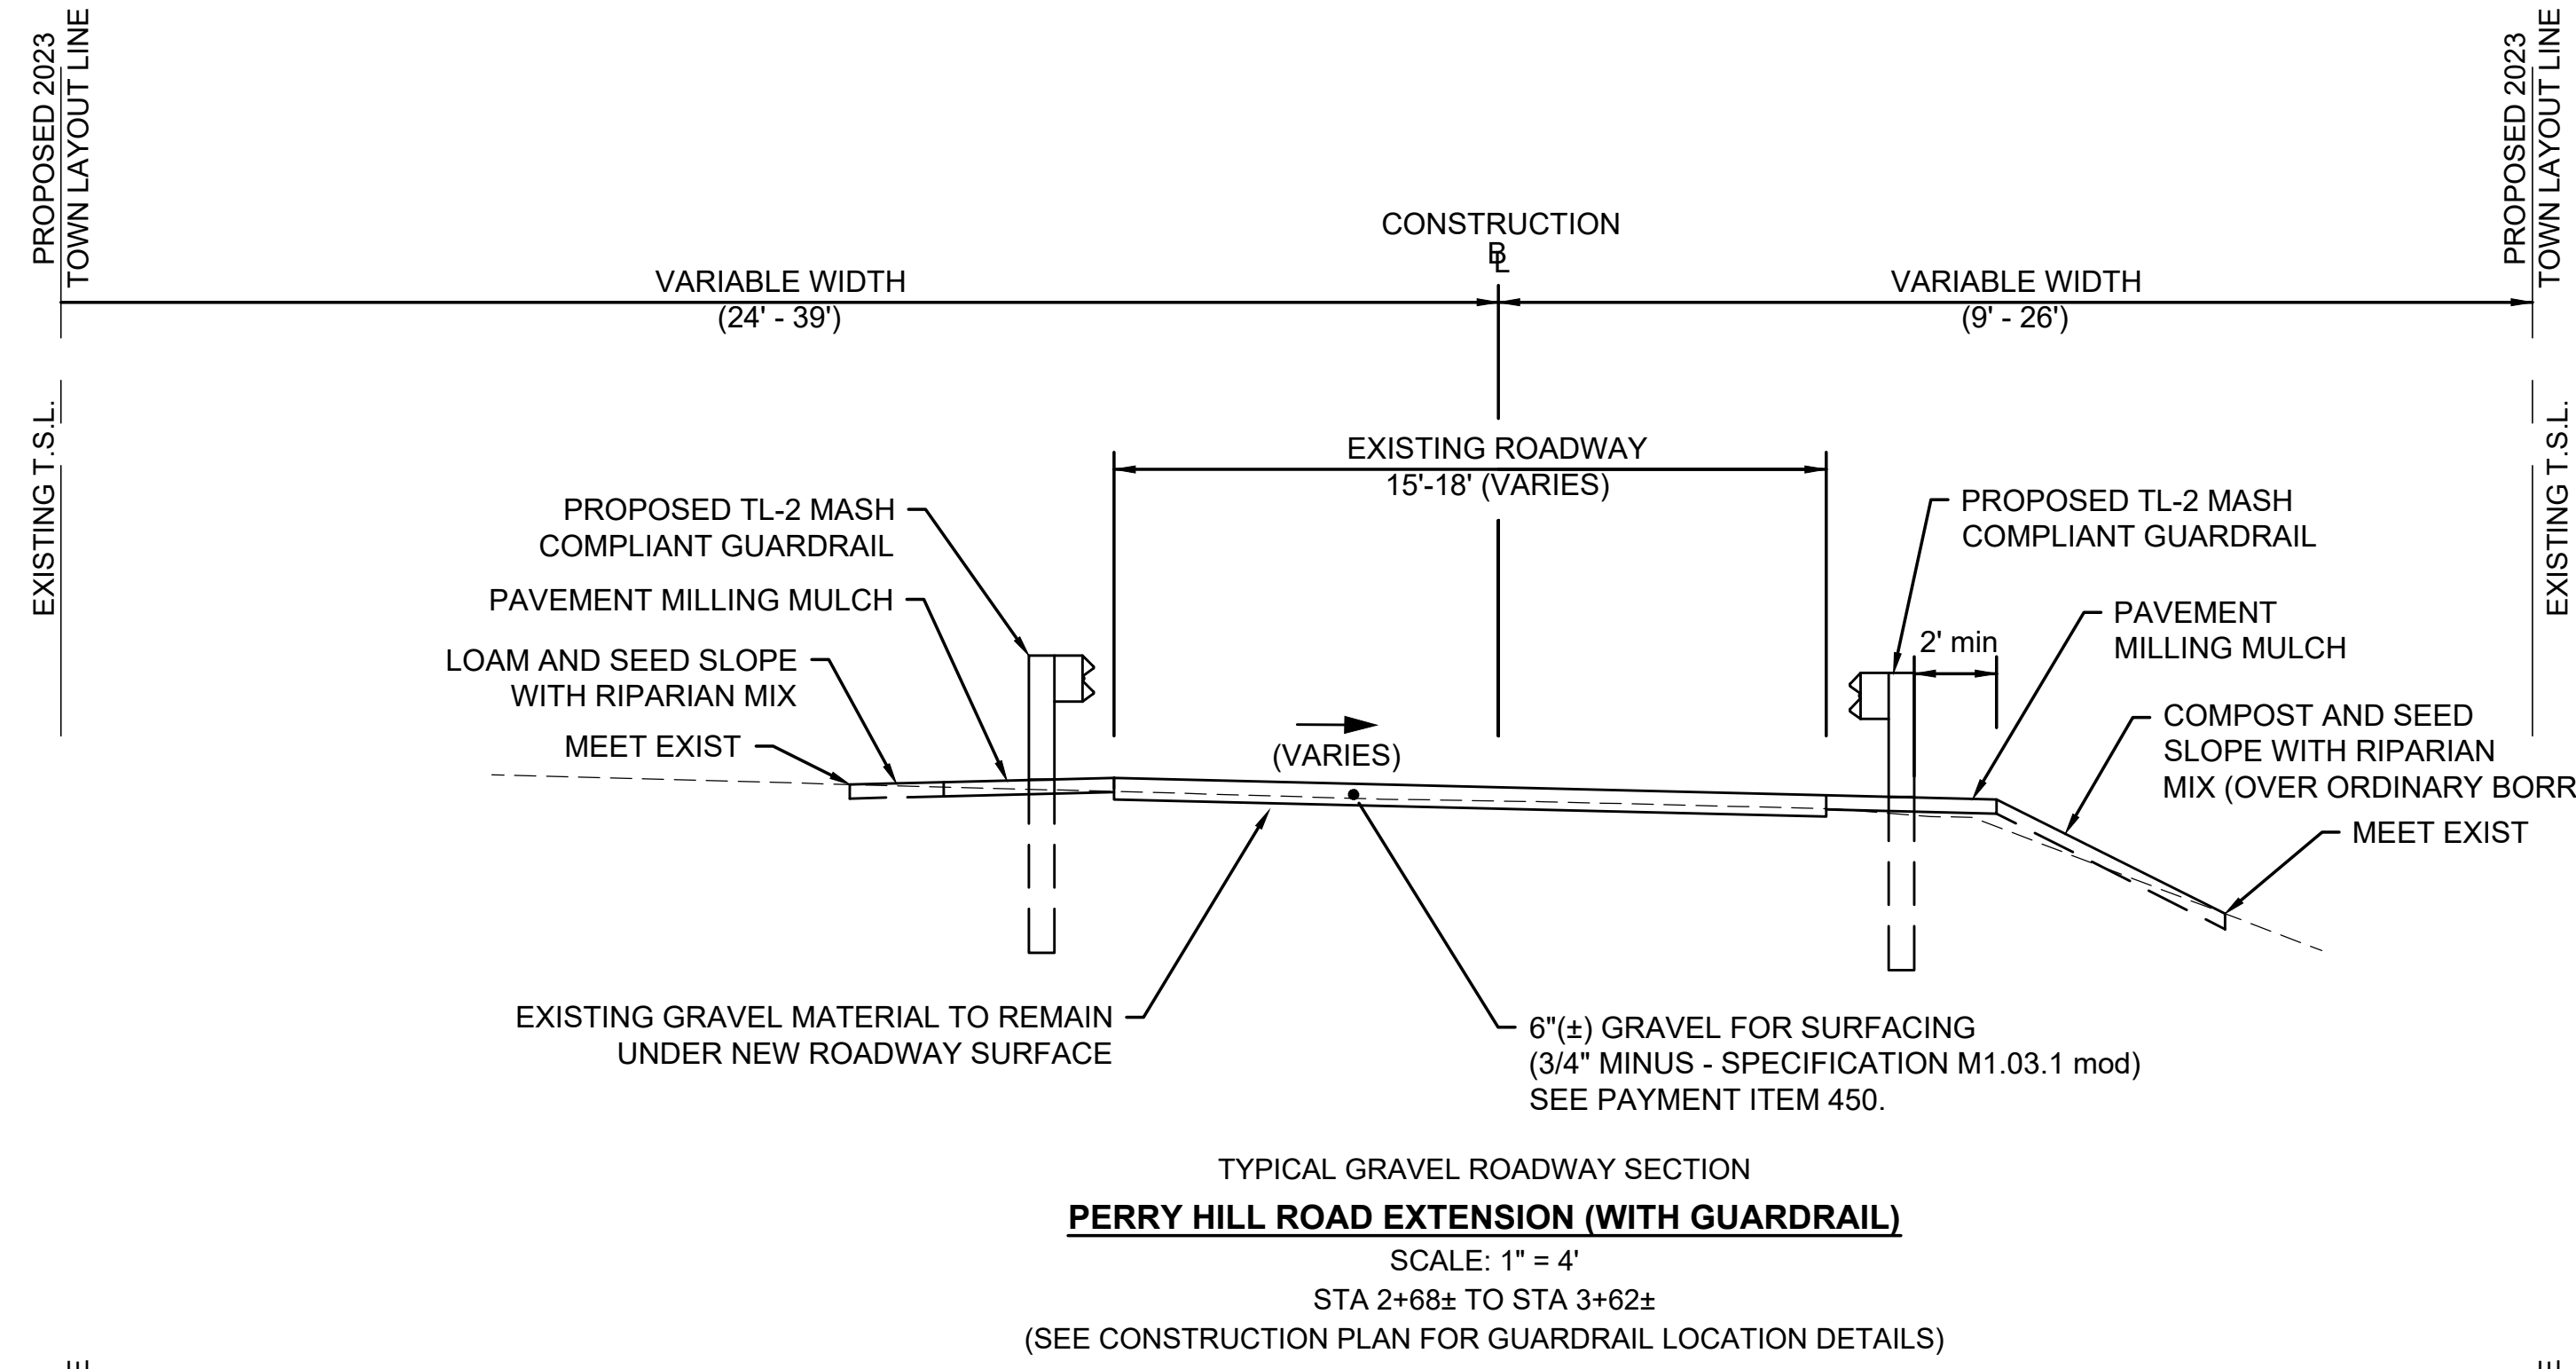 PROPOSED 2023
TOWN LAYOUT LINE
PROPOSED 2023
TOWN LAYOUT LINE
CONSTRUCTION
BL
VARIABLE WIDTH
(24' - 39')
VARIABLE WIDTH
(9' - 26')
EXISTING T.S.L.
EXISTING T.S.L.
EXISTING ROADWAY
15'-18' (VARIES)
PROPOSED TL-2 MASH
COMPLIANT GUARDRAIL
PAVEMENT MILLING MULCH
LOAM AND SEED SLOPE
WITH RIPARIAN MIX
MEET EXIST
(VARIES)
PROPOSED TL-2 MASH
COMPLIANT GUARDRAIL
2' min
PAVEMENT
MILLING MULCH
COMPOST AND SEED
SLOPE WITH RIPARIAN
MIX (OVER ORDINARY BORR
MEET EXIST
EXISTING GRAVEL MATERIAL TO REMAIN
UNDER NEW ROADWAY SURFACE
6"(±) GRAVEL FOR SURFACING
(3/4" MINUS - SPECIFICATION M1.03.1 mod)
SEE PAYMENT ITEM 450.
TYPICAL GRAVEL ROADWAY SECTION
PERRY HILL ROAD EXTENSION (WITH GUARDRAIL)
SCALE: 1" = 4'
STA 2+68± TO STA 3+62±
(SEE CONSTRUCTION PLAN FOR GUARDRAIL LOCATION DETAILS)
E
E